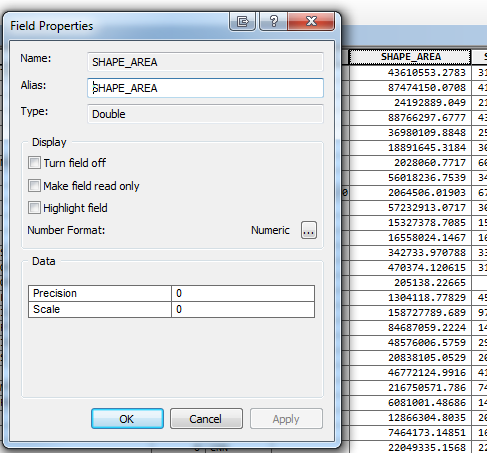 Field Properties
SHAPE_AREA
Name: SHAPE_AREA
Alias: SHAPE_AREA
Type: Double
Display
Turn field off
Make field read only
Highlight field
Number Format: Numeric ...
Data
Precision 0
Scale 0
OK Cancel Apply
43610553.2783
87474150.0708
24192889.049
88766297.6777
36980109.8848
18891645.3184
2028060.7717
56018236.7539
2064506.01903
57232913.0717
15327378.7085
16558024.1467
342733.970788
470374.120615
205138.22665
1304118.77829
158727789.689
84687059.2224
48576006.5759
20838105.0529
46772124.9916
216750571.786
6081001.48686
12866304.8035
7464173.14851
22049335.1568